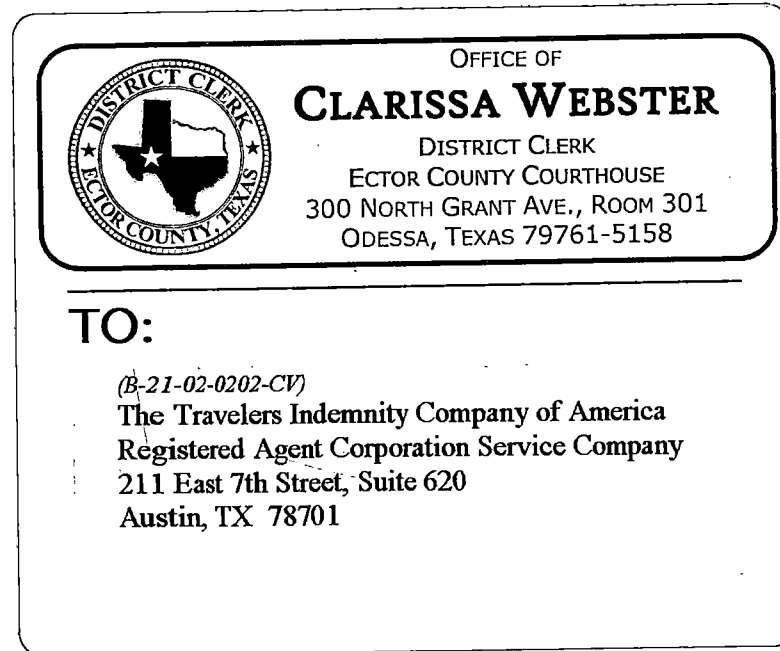 DISTRICT CLERK
ECTOR COUNTY, TEXAS
OFFICE OF
CLARISSA WEBSTER
DISTRICT CLERK
ECTOR COUNTY COURTHOUSE
300 NORTH GRANT AVE., ROOM 301
ODESSA, TEXAS 79761-5158
TO:
(B-21-02-0202-CV)
The Travelers Indemnity Company of America
Registered Agent Corporation Service Company
211 East 7th Street, Suite 620
Austin, TX 78701